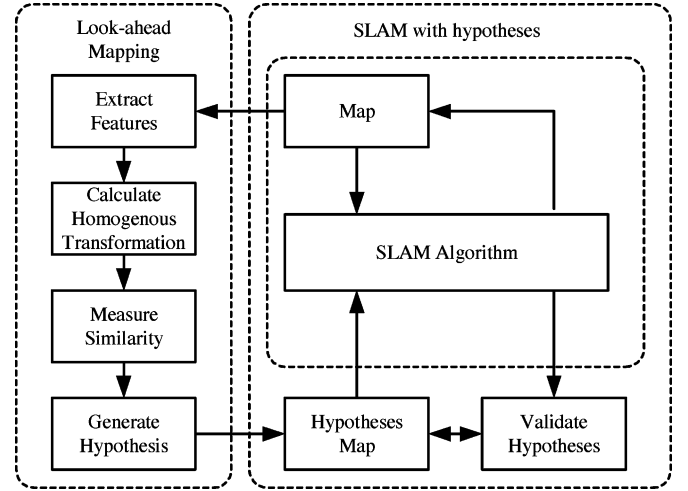 Look-ahead
Mapping
Extract
Features
Calculate
Homogenous
Transformation
Measure
Similarity
Generate
Hypothesis
SLAM with hypotheses
Map
SLAM Algorithm
Hypotheses
Map
Validate
Hypotheses